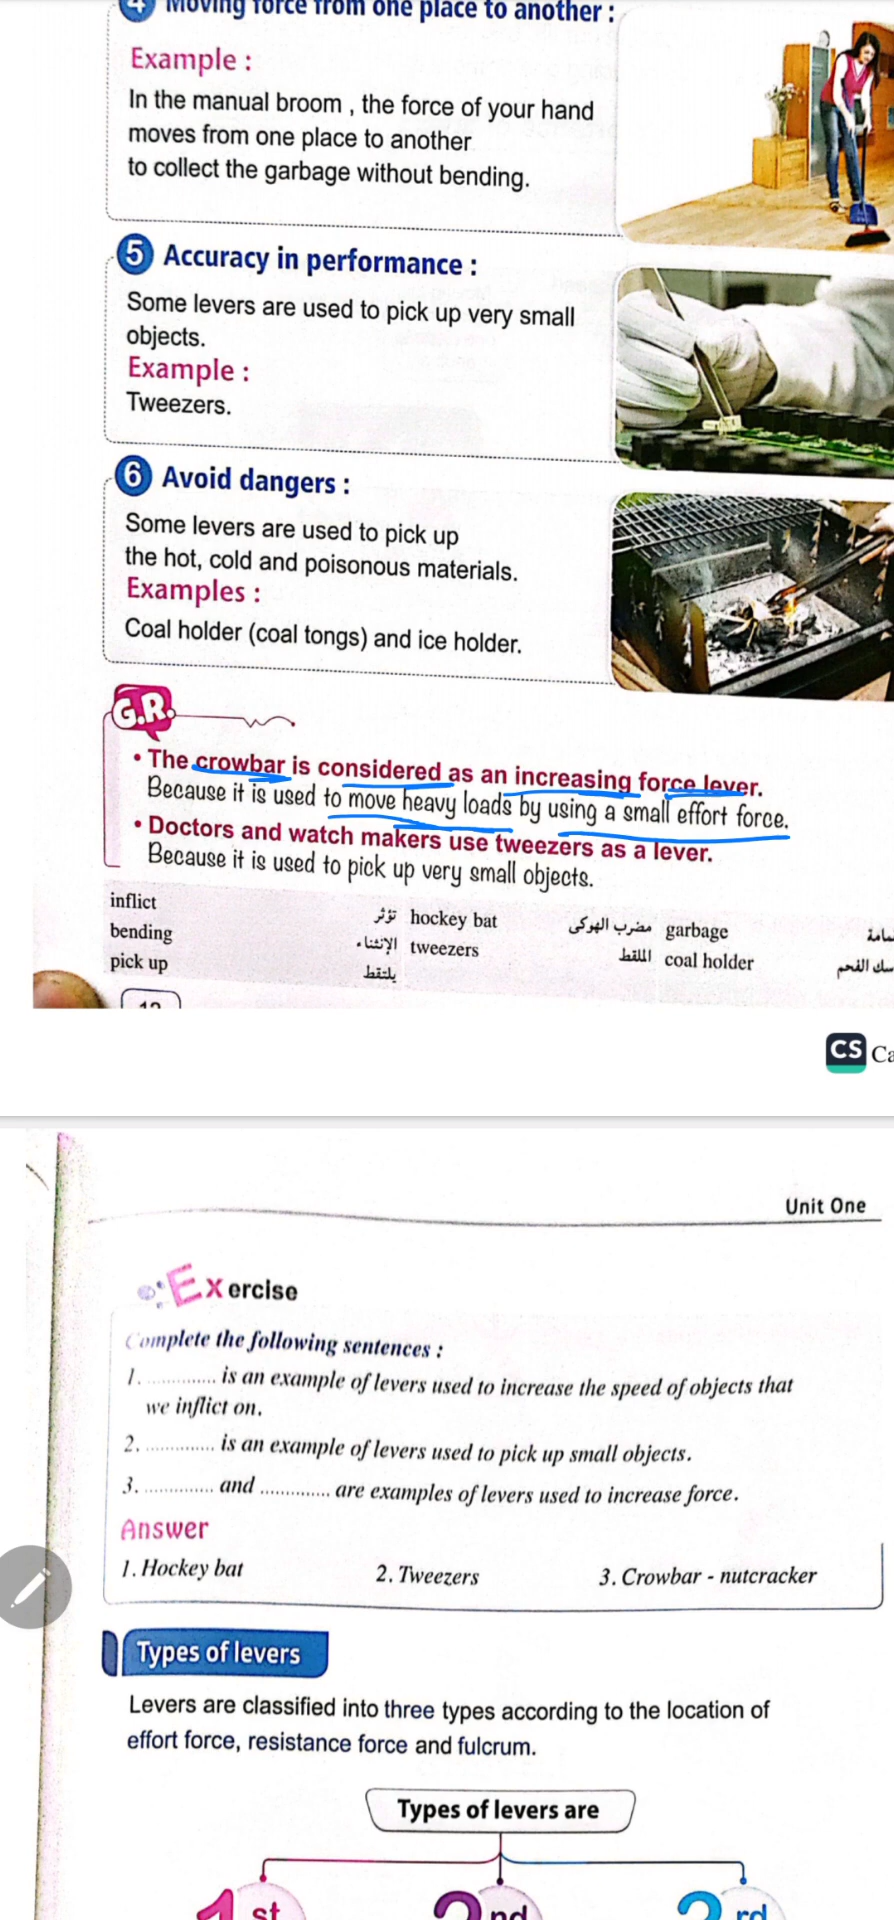 4 Moving force from one place to another :
Example :
In the manual broom , the force of your hand
moves from one place to another
to collect the garbage without bending.
5 Accuracy in performance :
Some levers are used to pick up very small
objects.
Example :
Tweezers.
6 Avoid dangers :
Some levers are used to pick up
the hot, cold and poisonous materials.
Examples :
Coal holder (coal tongs) and ice holder.
G.R.
• The crowbar is considered as an increasing force lever.
Because it is used to move heavy loads by using a small effort force.
• Doctors and watch makers use tweezers as a lever.
Because it is used to pick up very small objects.
inflict تؤثر hockey bat مضرب الهوكى garbage
bending الإنثناء tweezers الملقط coal holder الفحم
pick up يلتقط
CS
Unit One
Exercise
Complete the following sentences :
1. ............. is an example of levers used to increase the speed of objects that
we inflict on.
2. ............. is an example of levers used to pick up small objects.
3. ............. and ............. are examples of levers used to increase force.
Answer
1. Hockey bat 2. Tweezers 3. Crowbar - nutcracker
Types of levers
Levers are classified into three types according to the location of
effort force, resistance force and fulcrum.
Types of levers are
1st 2nd 3rd